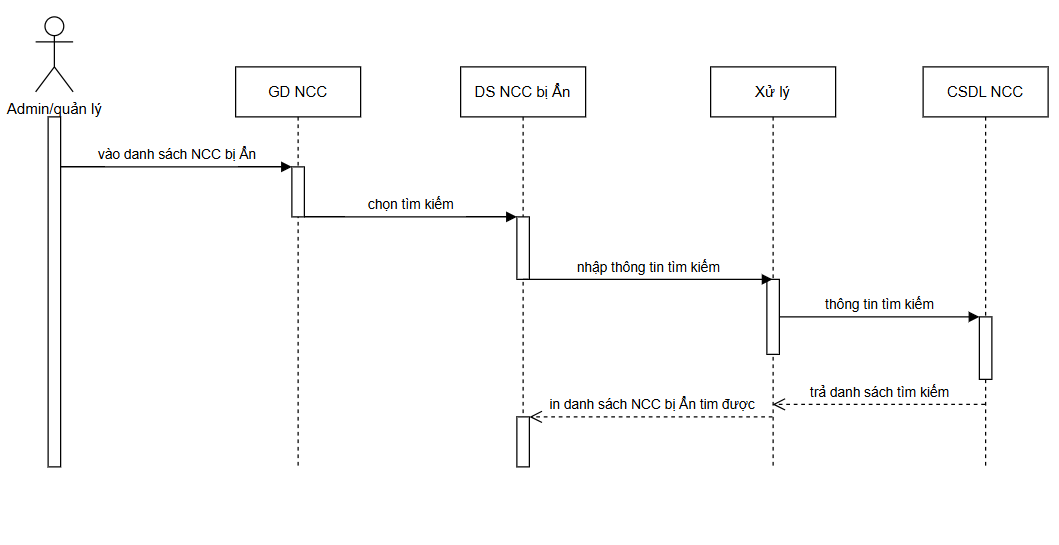 Admin/quản lý
GD NCC
DS NCC bị Ẩn
Xử lý
CSDL NCC
vào danh sách NCC bị Ẩn
chọn tìm kiếm
nhập thông tin tìm kiếm
thông tin tìm kiếm
trả danh sách tìm kiếm
in danh sách NCC bị Ẩn tim được